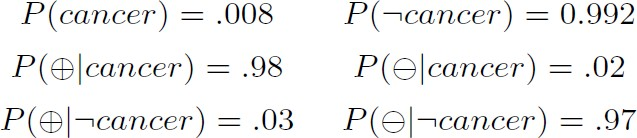 P(cancer) = .008 P(¬cancer) = 0.992
P(⊕|cancer) = .98 P(⊖|cancer) = .02
P(⊕|¬cancer) = .03 P(⊖|¬cancer) = .97